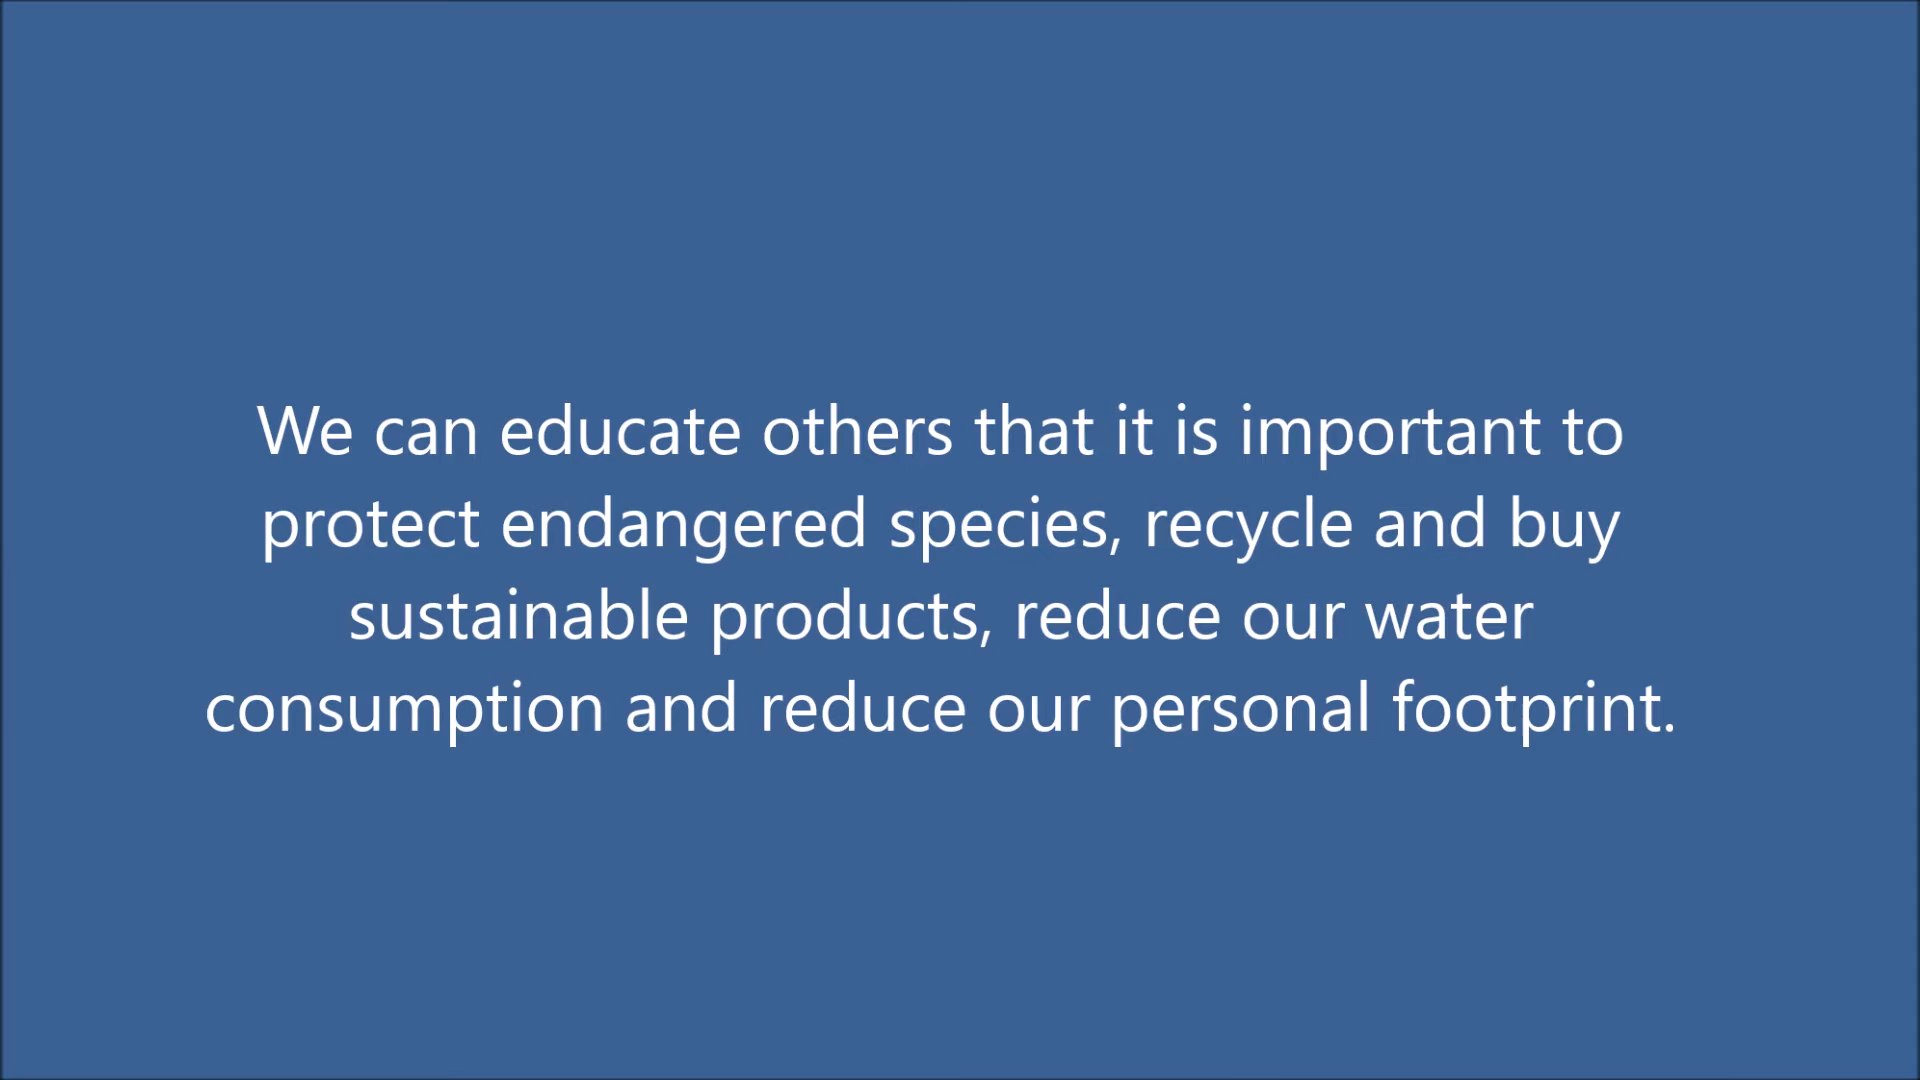 We can educate others that it is important to
protect endangered species, recycle and buy
sustainable products, reduce our water
consumption and reduce our personal footprint.